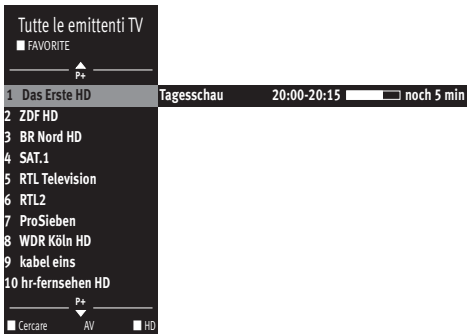 Tutte le emittenti TV
FAVORITE
P+
1 Das Erste HD Tagesschau 20:00-20:15 noch 5 min
2 ZDF HD
3 BR Nord HD
4 SAT.1
5 RTL Television
6 RTL2
7 ProSieben
8 WDR Köln HD
9 kabel eins
10 hr-fernsehen HD
P+
Cercare AV HD